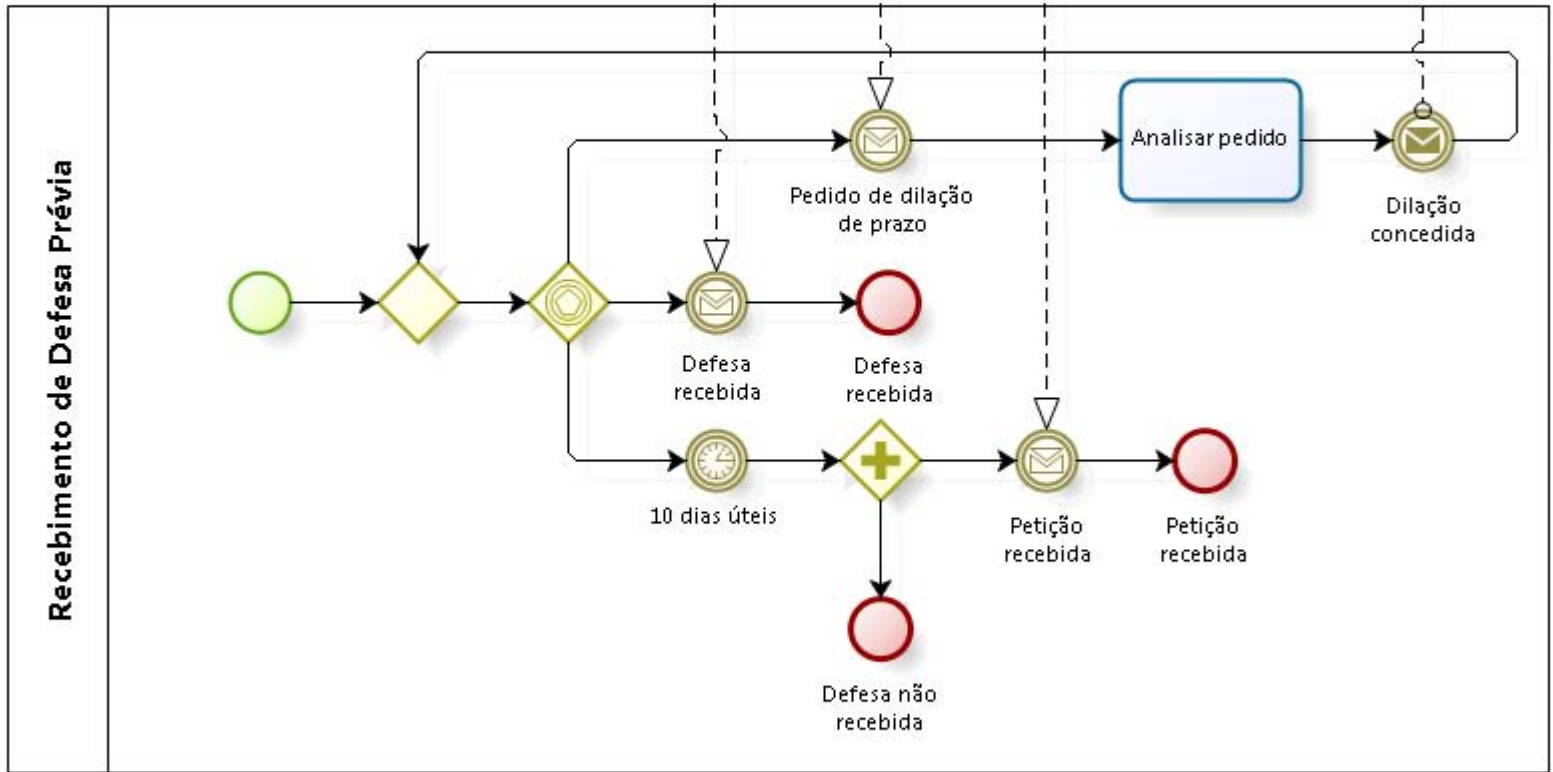 Recebimento de Defesa Prévia
Analisar pedido
Pedido de dilação
de prazo
Dilação
concedida
Defesa
recebida
Defesa
recebida
10 dias úteis
Petição
recebida
Petição
recebida
Defesa não
recebida